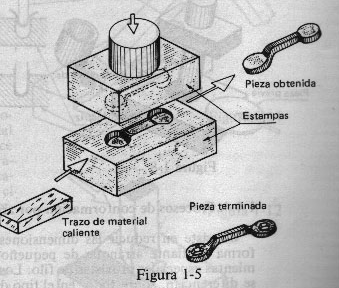 Pieza obtenida
Estampas
Trazo de material
caliente
Pieza terminada
Figura 1-5